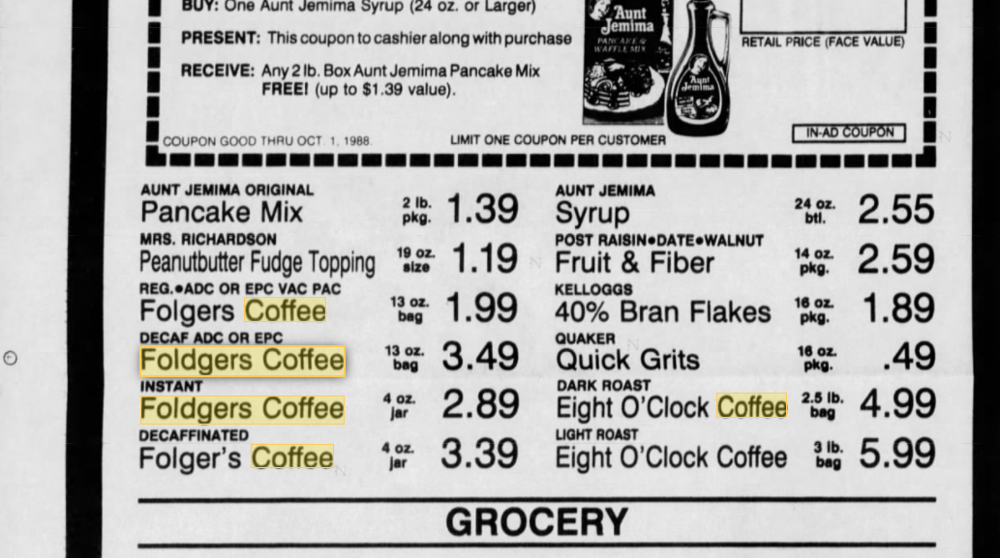 BUY: One Aunt Jemima Syrup (24 oz. or Larger)
PRESENT: This coupon to cashier along with purchase
RECEIVE: Any 2 lb. Box Aunt Jemima Pancake Mix
FREE! (up to $1.39 value).
Aunt
Jemima
PANCAKE &
WAFFLE MIX
Aunt
Jemima
RETAIL PRICE (FACE VALUE)
COUPON GOOD THRU OCT. 1, 1988.
LIMIT ONE COUPON PER CUSTOMER
IN-AD COUPON
AUNT JEMIMA ORIGINAL
Pancake Mix 2 lb. pkg. 1.39
MRS. RICHARDSON
Peanutbutter Fudge Topping 19 oz. size 1.19
REG.•ADC OR EPC VAC PAC
Folgers Coffee 13 oz. bag 1.99
DECAF ADC OR EPC
Foldgers Coffee 13 oz. bag 3.49
INSTANT
Foldgers Coffee 4 oz. jar 2.89
DECAFFINATED
Folger's Coffee 4 oz. jar 3.39
AUNT JEMIMA
Syrup 24 oz. btl. 2.55
POST RAISIN•DATE•WALNUT
Fruit & Fiber 14 oz. pkg. 2.59
KELLOGGS
40% Bran Flakes 16 oz. pkg. 1.89
QUAKER
Quick Grits 16 oz. pkg. .49
DARK ROAST
Eight O'Clock Coffee 2.5 lb. bag 4.99
LIGHT ROAST
Eight O'Clock Coffee 3 lb. bag 5.99
GROCERY